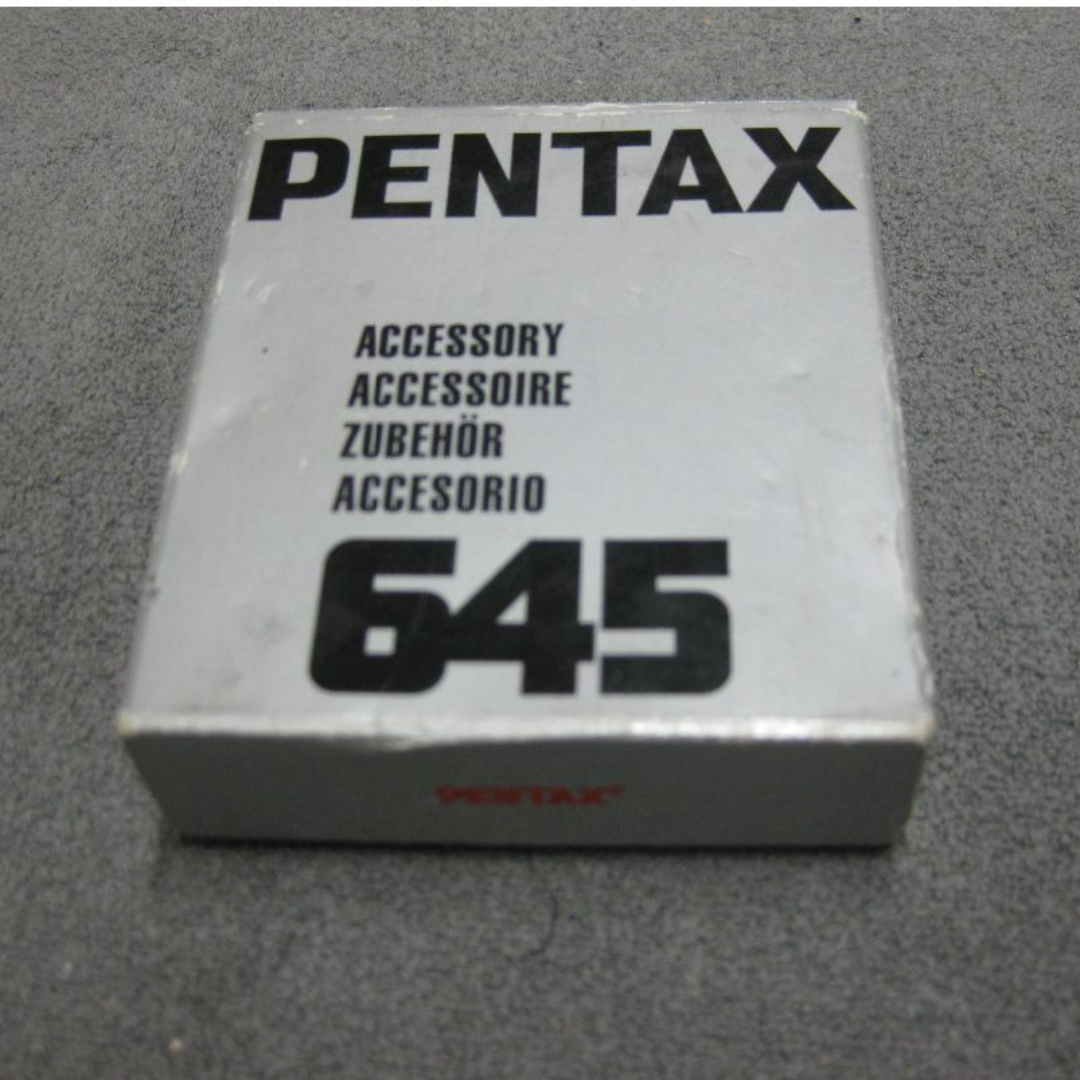 PENTAX
ACCESSORY
ACCESSOIRE
ZUBEHÖR
ACCESORIO
645
PENTAX®